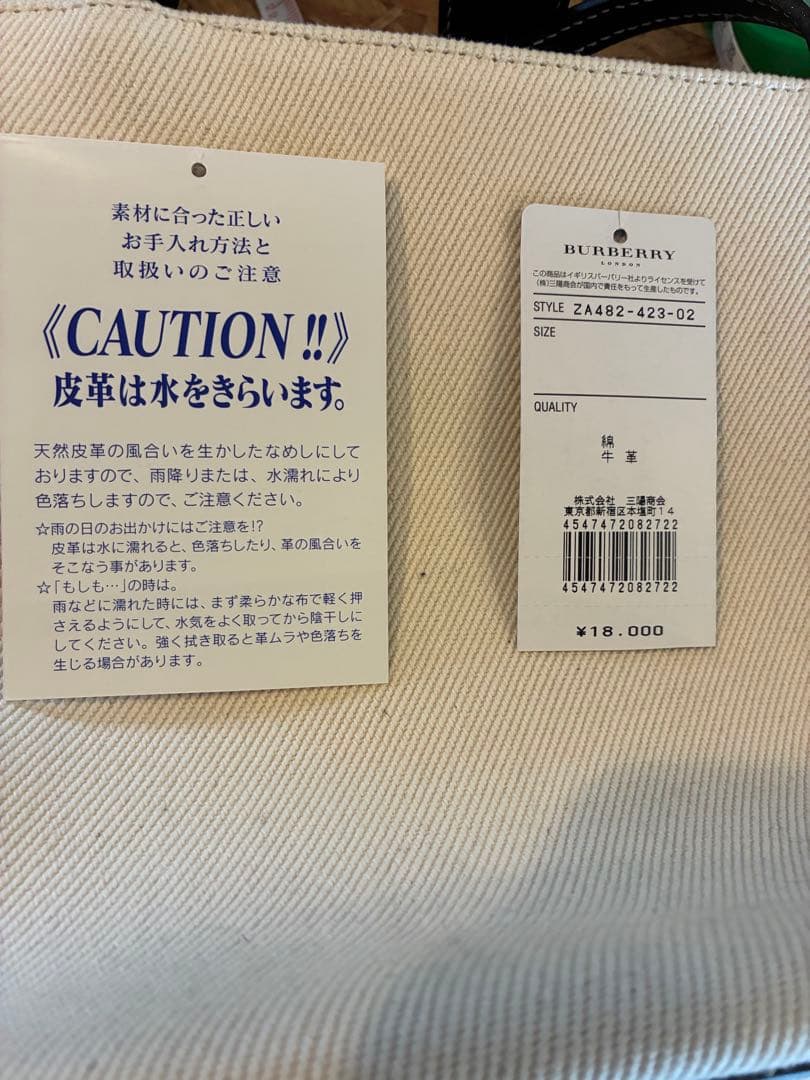 素材に合った正しい
お手入れ方法と
取扱いのご注意
《CAUTION!!》
皮革は水をきらいます。
天然皮革の風合いを生かしたなめしにして
おりますので、雨降りまたは、水濡れにより
色落ちしますので、ご注意ください。
☆雨の日のお出かけにはご注意を!?
皮革は水に濡れると、色落ちしたり、革の風合いを
そこなう事があります。
☆「もしも…」の時は。
雨などに濡れた時には、まず柔らかな布で軽く押
さえるようにして、水気をよく取ってから陰干しに
してください。強く拭き取ると革ムラや色落ちを
生じる場合があります。
BURBERRY
LONDON
この商品はイギリスバーバリー社よりライセンスを受けて
(株)三陽商会が国内で責任をもって生産したものです。
STYLE ZA482-423-02
SIZE
QUALITY
綿
牛革
株式会社 三陽商会
東京都新宿区本塩町14
4547472082722
4547472082722
¥18.000